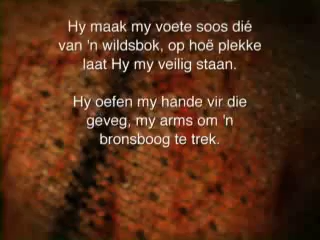 Hy maak my voete soos dié
van 'n wildsbok, op hoë plekke
laat Hy my veilig staan.
Hy oefen my hande vir die
geveg, my arms om 'n
bronsboog te trek.